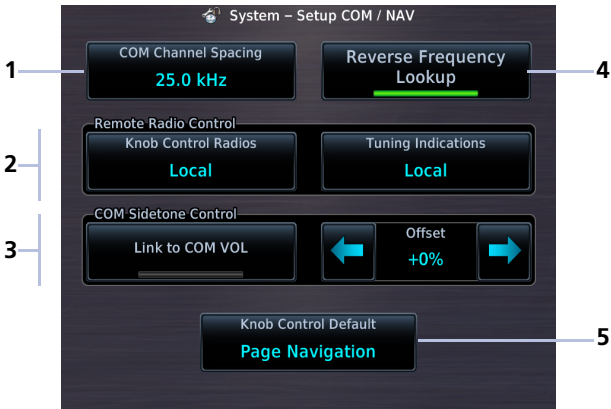 System – Setup COM / NAV
1
COM Channel Spacing
25.0 kHz
Reverse Frequency
Lookup
4
Remote Radio Control
2
Knob Control Radios
Local
Tuning Indications
Local
COM Sidetone Control
3
Link to COM VOL
Offset
+0%
Knob Control Default
Page Navigation
5